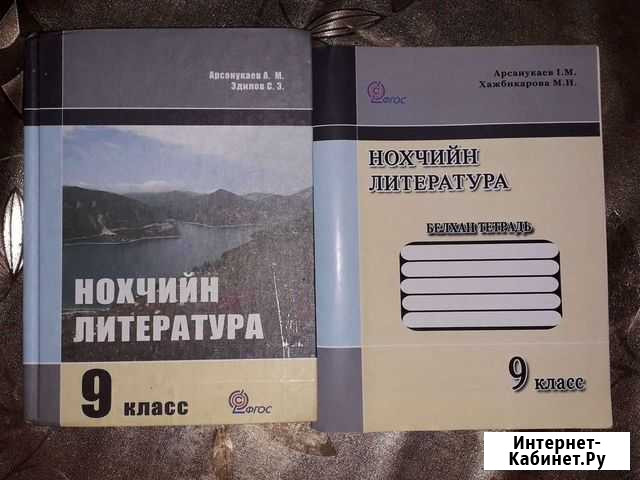 Арсанукаев А. М.
Эдилов С. Э.
НОХЧИЙН
ЛИТЕРАТУРА
9 класс
ФГОС
Арсанукаев I.М.
Хажбикарова М.И.
ФГОС
НОХЧИЙН
ЛИТЕРАТУРА
БЕЛХАН ТЕТРАДЬ
9 класс
Интернет-
Кабинет.Ру